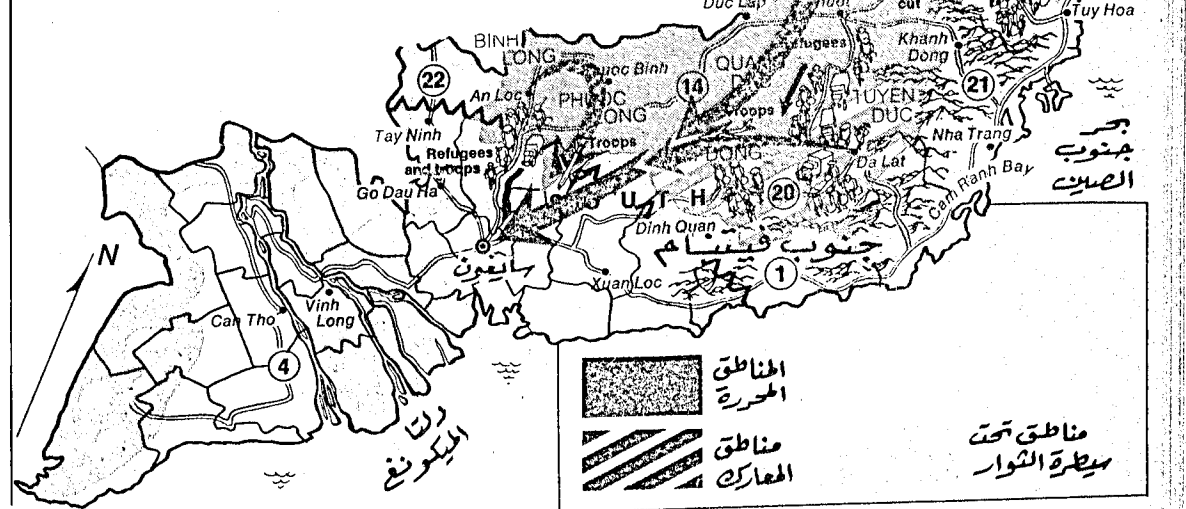 Duc Lap
cut
Tuy Hoa
BINH
LONG
22
An Loc
Phuoc Binh
PHUOC
LONG
QUANG
14
Refugees
Khanh
Dong
21
TUYEN
DUC
Troops
Troops
Tay Ninh
Refugees
and troops
Go Dau Ha
Nha Trang
Da Lat
Cam Ranh Bay
بحر
جنوب
الصين
U T H
20
Dinh Quan
جنوب فيتنام
سايغون
Xuan Loc
1
N
Can Tho
Vinh
Long
4
دلتا
الميكونغ
المناطق
المحررة
مناطق
المعارك
مناطق تحت
سيطرة الثوار